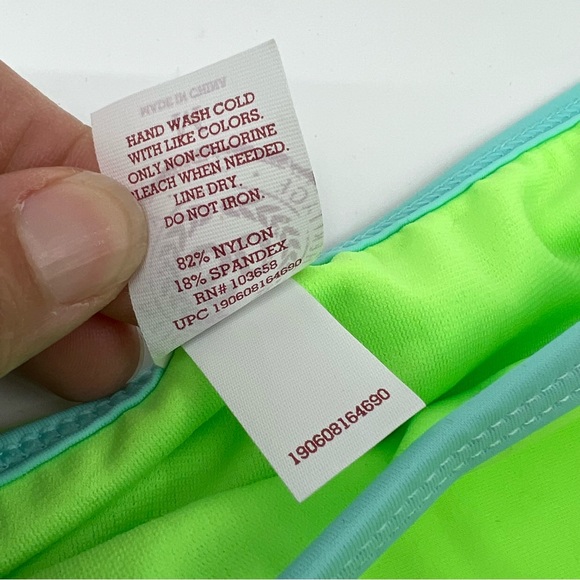 MADE IN CHINA
HAND WASH COLD
WITH LIKE COLORS.
ONLY NON-CHLORINE
BLEACH WHEN NEEDED.
LINE DRY.
DO NOT IRON.
82% NYLON
18% SPANDEX
RN# 103658
UPC 190608164690
190608164690